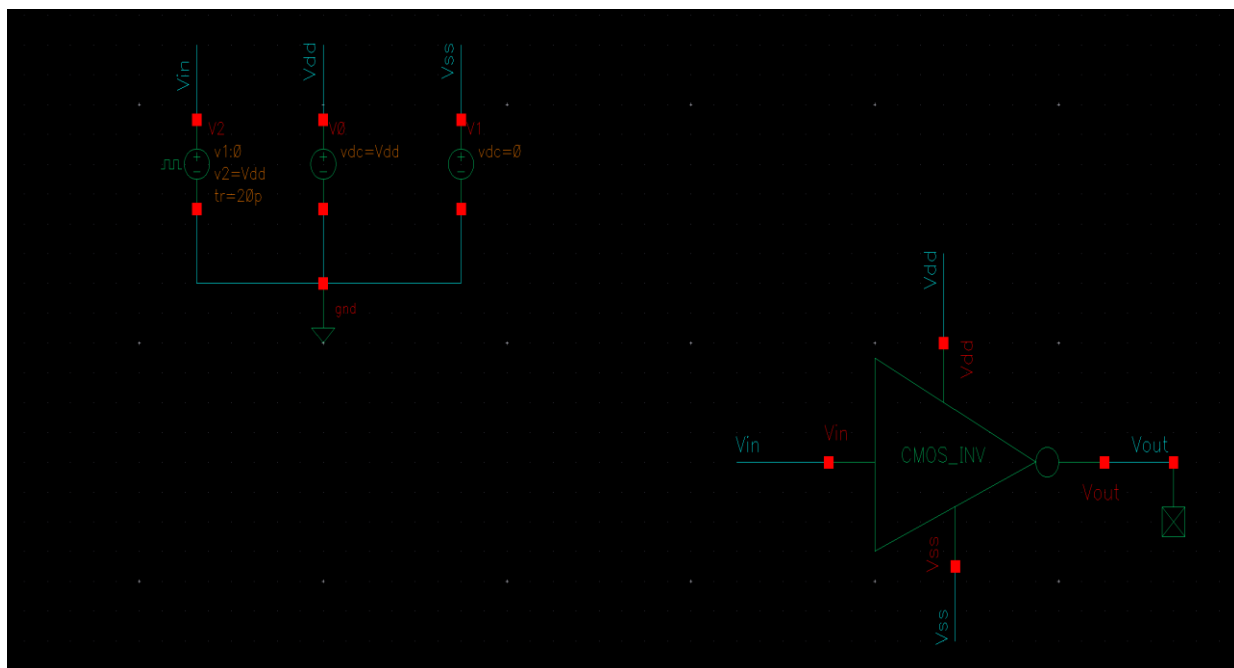 Vin
Vdd
Vss
V2
V0
V1
v1:0
v2=Vdd
tr=20p
vdc=Vdd
vdc=0
gnd
Vdd
Vdd
Vin
Vin
CMOS_INV
Vout
Vout
Vss
Vss